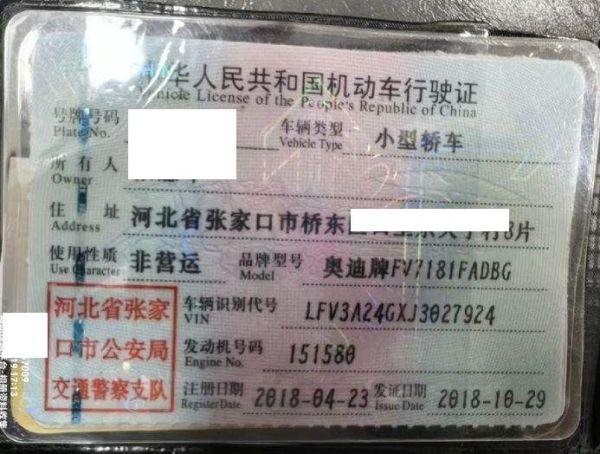 华人民共和国机动车行驶证
Vehicle License of the People's Republic of China
号牌号码
Plate No.
车辆类型 小型轿车
Vehicle Type
所有人
Owner
住址 河北省张家口市桥东 村8片
Address
使用性质 非营运 品牌型号 奥迪牌FV7181FADBG
Use Character Model
河北省张家
口市公安局
交通警察支队
车辆识别代号 LFV3A24GXJ3027924
VIN
发动机号码 151580
Engine No.
注册日期 2018-04-23 发证日期 2018-10-29
Register Date Issue Date